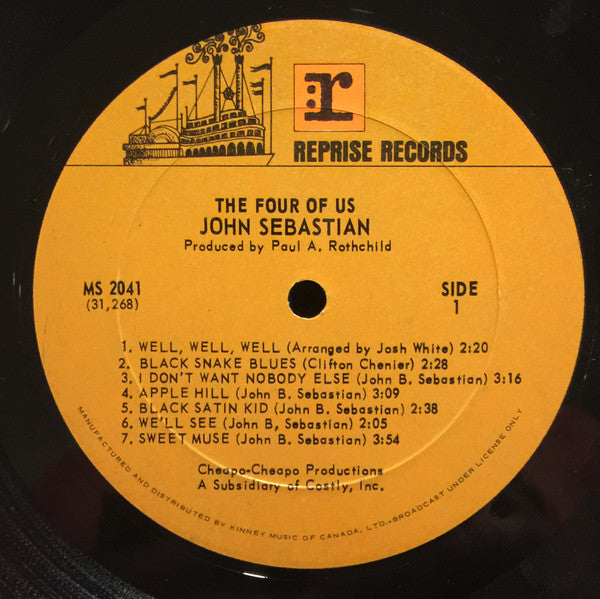 r:
REPRISE RECORDS
THE FOUR OF US
JOHN SEBASTIAN
Produced by Paul A. Rothchild
MS 2041
(31,268)
SIDE
1
1. WELL, WELL, WELL (Arranged by Josh White) 2:20
2. BLACK SNAKE BLUES (Clifton Chenier) 2:28
3. I DON'T WANT NOBODY ELSE (John B. Sebastian) 3:16
4. APPLE HILL (John B. Sebastian) 3:09
5. BLACK SATIN KID (John B. Sebastian) 2:38
6. WE'LL SEE (John B, Sebastian) 2:05
7. SWEET MUSE (John B. Sebastian) 3:54
Cheapo-Cheapo Productions
A Subsidiary of Costly, Inc.
MANUFACTURED AND DISTRIBUTED BY KINNEY MUSIC OF CANADA, LTD.-BROADCAST UNDER LICENSE ONLY